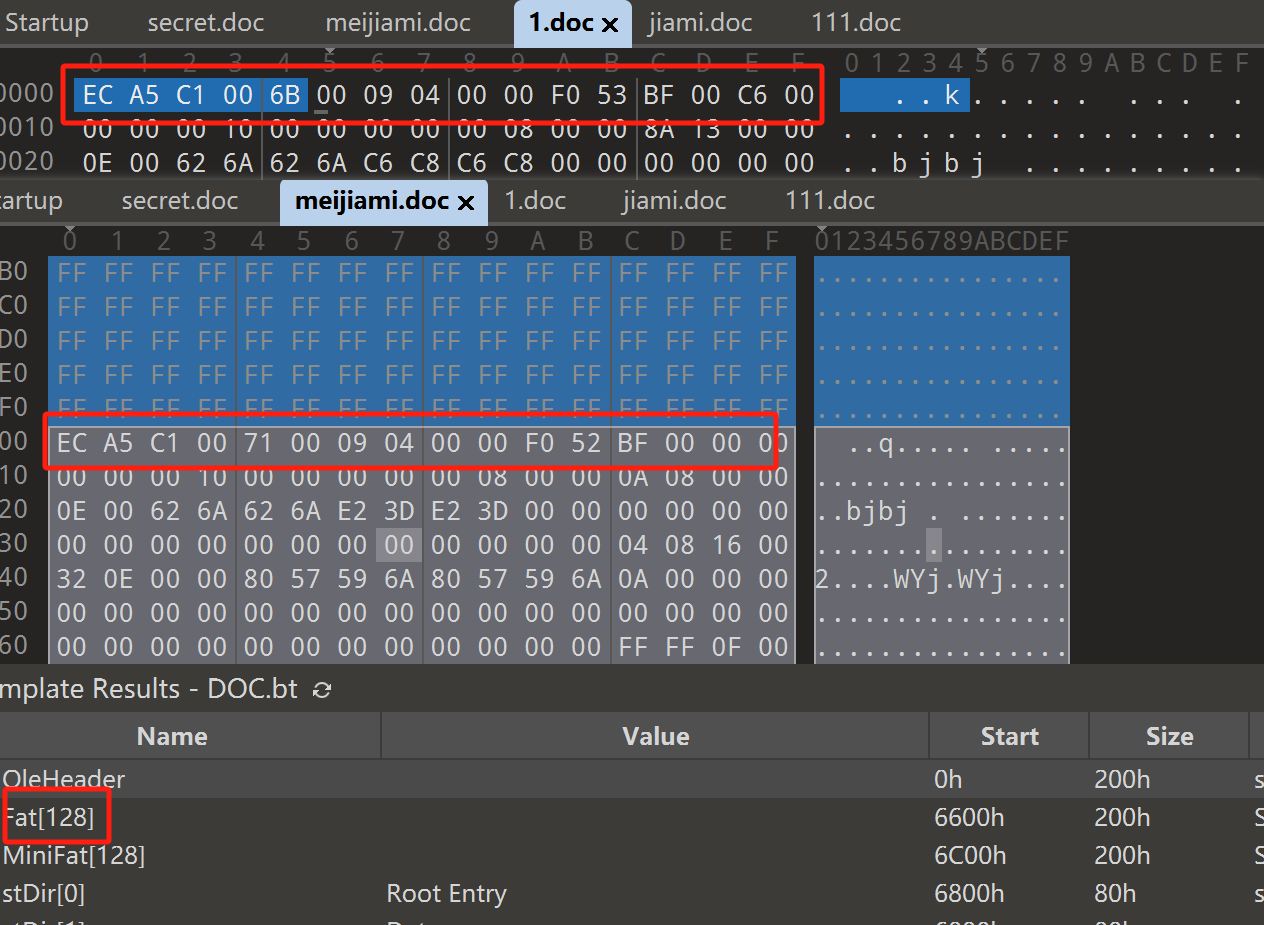 Startup secret.doc meijiami.doc 1.doc × jiami.doc 111.doc
0 1 2 3 4 5 6 7 8 9 A B C D E F 0 1 2 3 4 5 6 7 8 9 A B C D E F
0000 EC A5 C1 00 6B 00 09 04 00 00 F0 53 BF 00 C6 00 ..k..... ... .
0010 00 00 00 10 00 00 00 00 00 08 00 00 8A 13 00 00 ................
0020 0E 00 62 6A 62 6A C6 C8 C6 C8 00 00 00 00 00 00 ..bjbj .........
tartup secret.doc meijiami.doc × 1.doc jiami.doc 111.doc
0 1 2 3 4 5 6 7 8 9 A B C D E F 0123456789ABCDEF
B0 FF FF FF FF FF FF FF FF FF FF FF FF FF FF FF FF ................
C0 FF FF FF FF FF FF FF FF FF FF FF FF FF FF FF FF ................
D0 FF FF FF FF FF FF FF FF FF FF FF FF FF FF FF FF ................
E0 FF FF FF FF FF FF FF FF FF FF FF FF FF FF FF FF ................
F0 FF FF FF FF FF FF FF FF FF FF FF FF FF FF FF FF ................
00 EC A5 C1 00 71 00 09 04 00 00 F0 52 BF 00 00 00 ..q..... .....
10 00 00 00 10 00 00 00 00 00 08 00 00 0A 08 00 00 ................
20 0E 00 62 6A 62 6A E2 3D E2 3D 00 00 00 00 00 00 ..bjbj . .......
30 00 00 00 00 00 00 00 00 00 00 00 00 04 08 16 00 ................
40 32 0E 00 00 80 57 59 6A 80 57 59 6A 0A 00 00 00 2....WYj.WYj....
50 00 00 00 00 00 00 00 00 00 00 00 00 00 00 00 00 ................
60 00 00 00 00 00 00 00 00 00 00 00 00 FF FF 0F 00 ................
mplate Results - DOC.bt
Name Value Start Size
OleHeader 0h 200h s
Fat[128] 6600h 200h S
MiniFat[128] 6C00h 200h S
stDir[0] Root Entry 6800h 80h s